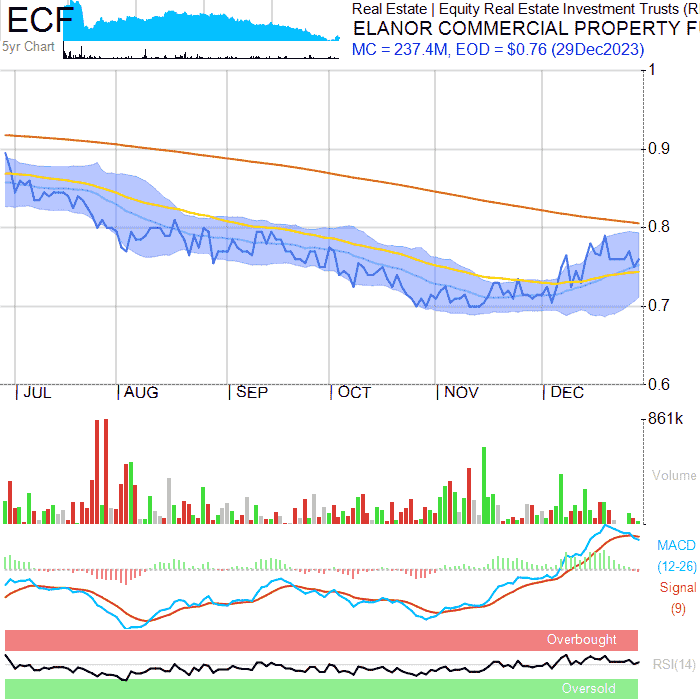 ECF
5yr Chart
Real Estate | Equity Real Estate Investment Trusts (R
ELANOR COMMERCIAL PROPERTY F
MC = 237.4M, EOD = $0.76 (29Dec2023)
1
0.9
0.8
0.7
0.6
JUL AUG SEP OCT NOV DEC
861k
Volume
MACD
(12-26)
Signal
(9)
Overbought
RSI(14)
Oversold